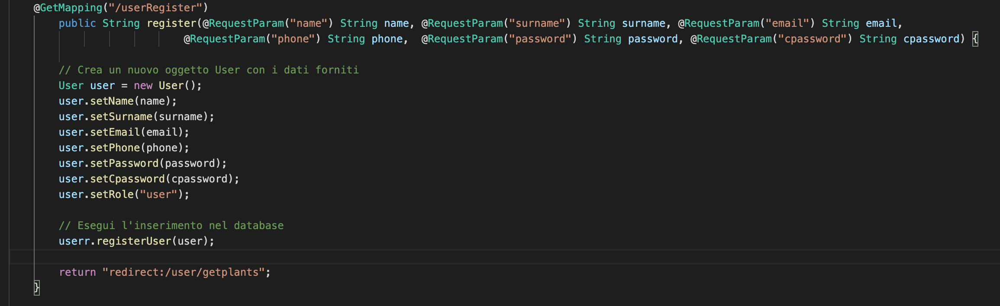 @GetMapping("/userRegister")
public String register(@RequestParam("name") String name, @RequestParam("surname") String surname, @RequestParam("email") String email,
@RequestParam("phone") String phone,  @RequestParam("password") String password, @RequestParam("cpassword") String cpassword) {
// Crea un nuovo oggetto User con i dati forniti
User user = new User();
user.setName(name);
user.setSurname(surname);
user.setEmail(email);
user.setPhone(phone);
user.setPassword(password);
user.setCpassword(cpassword);
user.setRole("user");
// Esegui l'inserimento nel database
userr.registerUser(user);
return "redirect:/user/getplants";
}